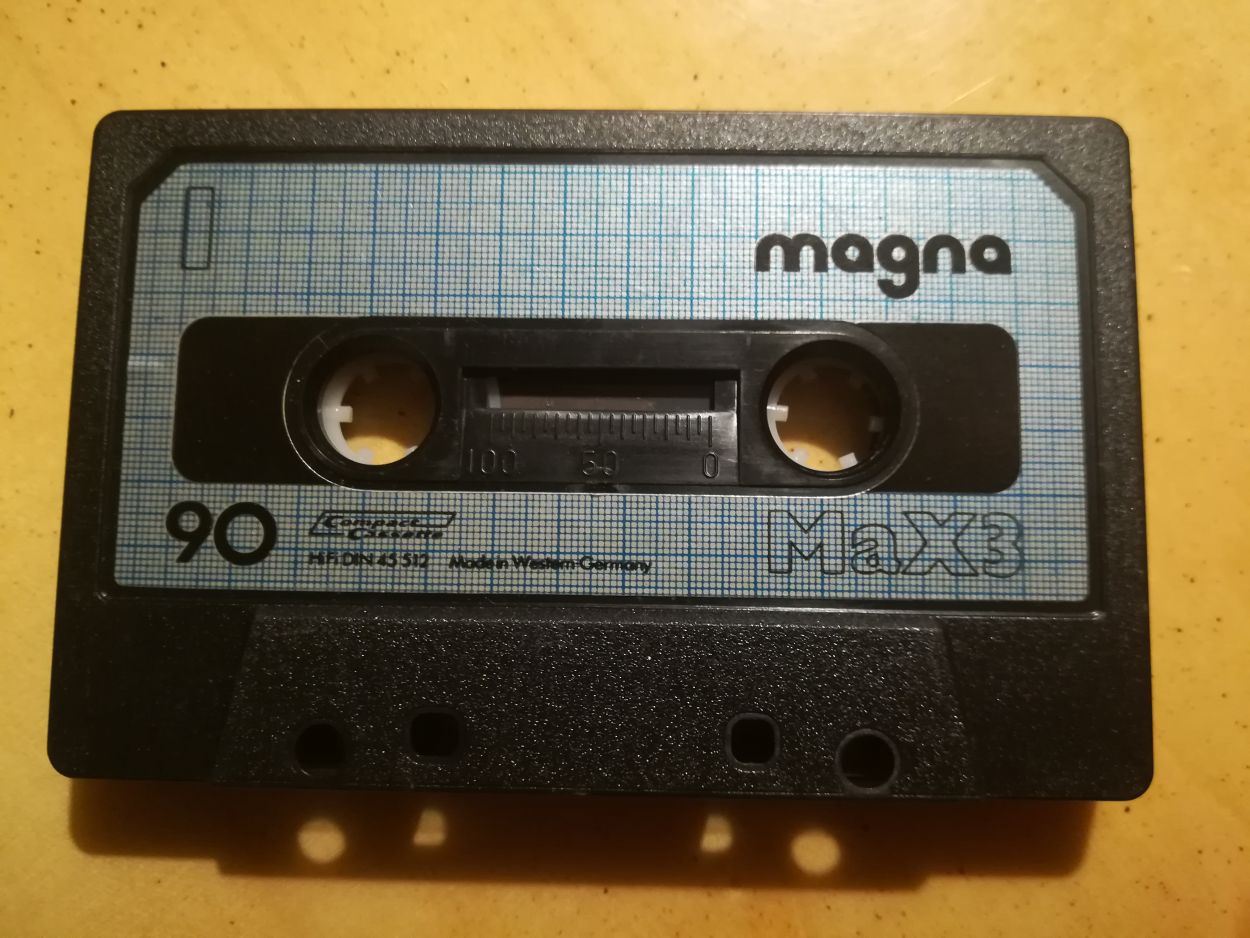 magna
100 50 0
90
Compact
Cassette
MaX3
HiFi DIN 45 512 Made in Western-Germany